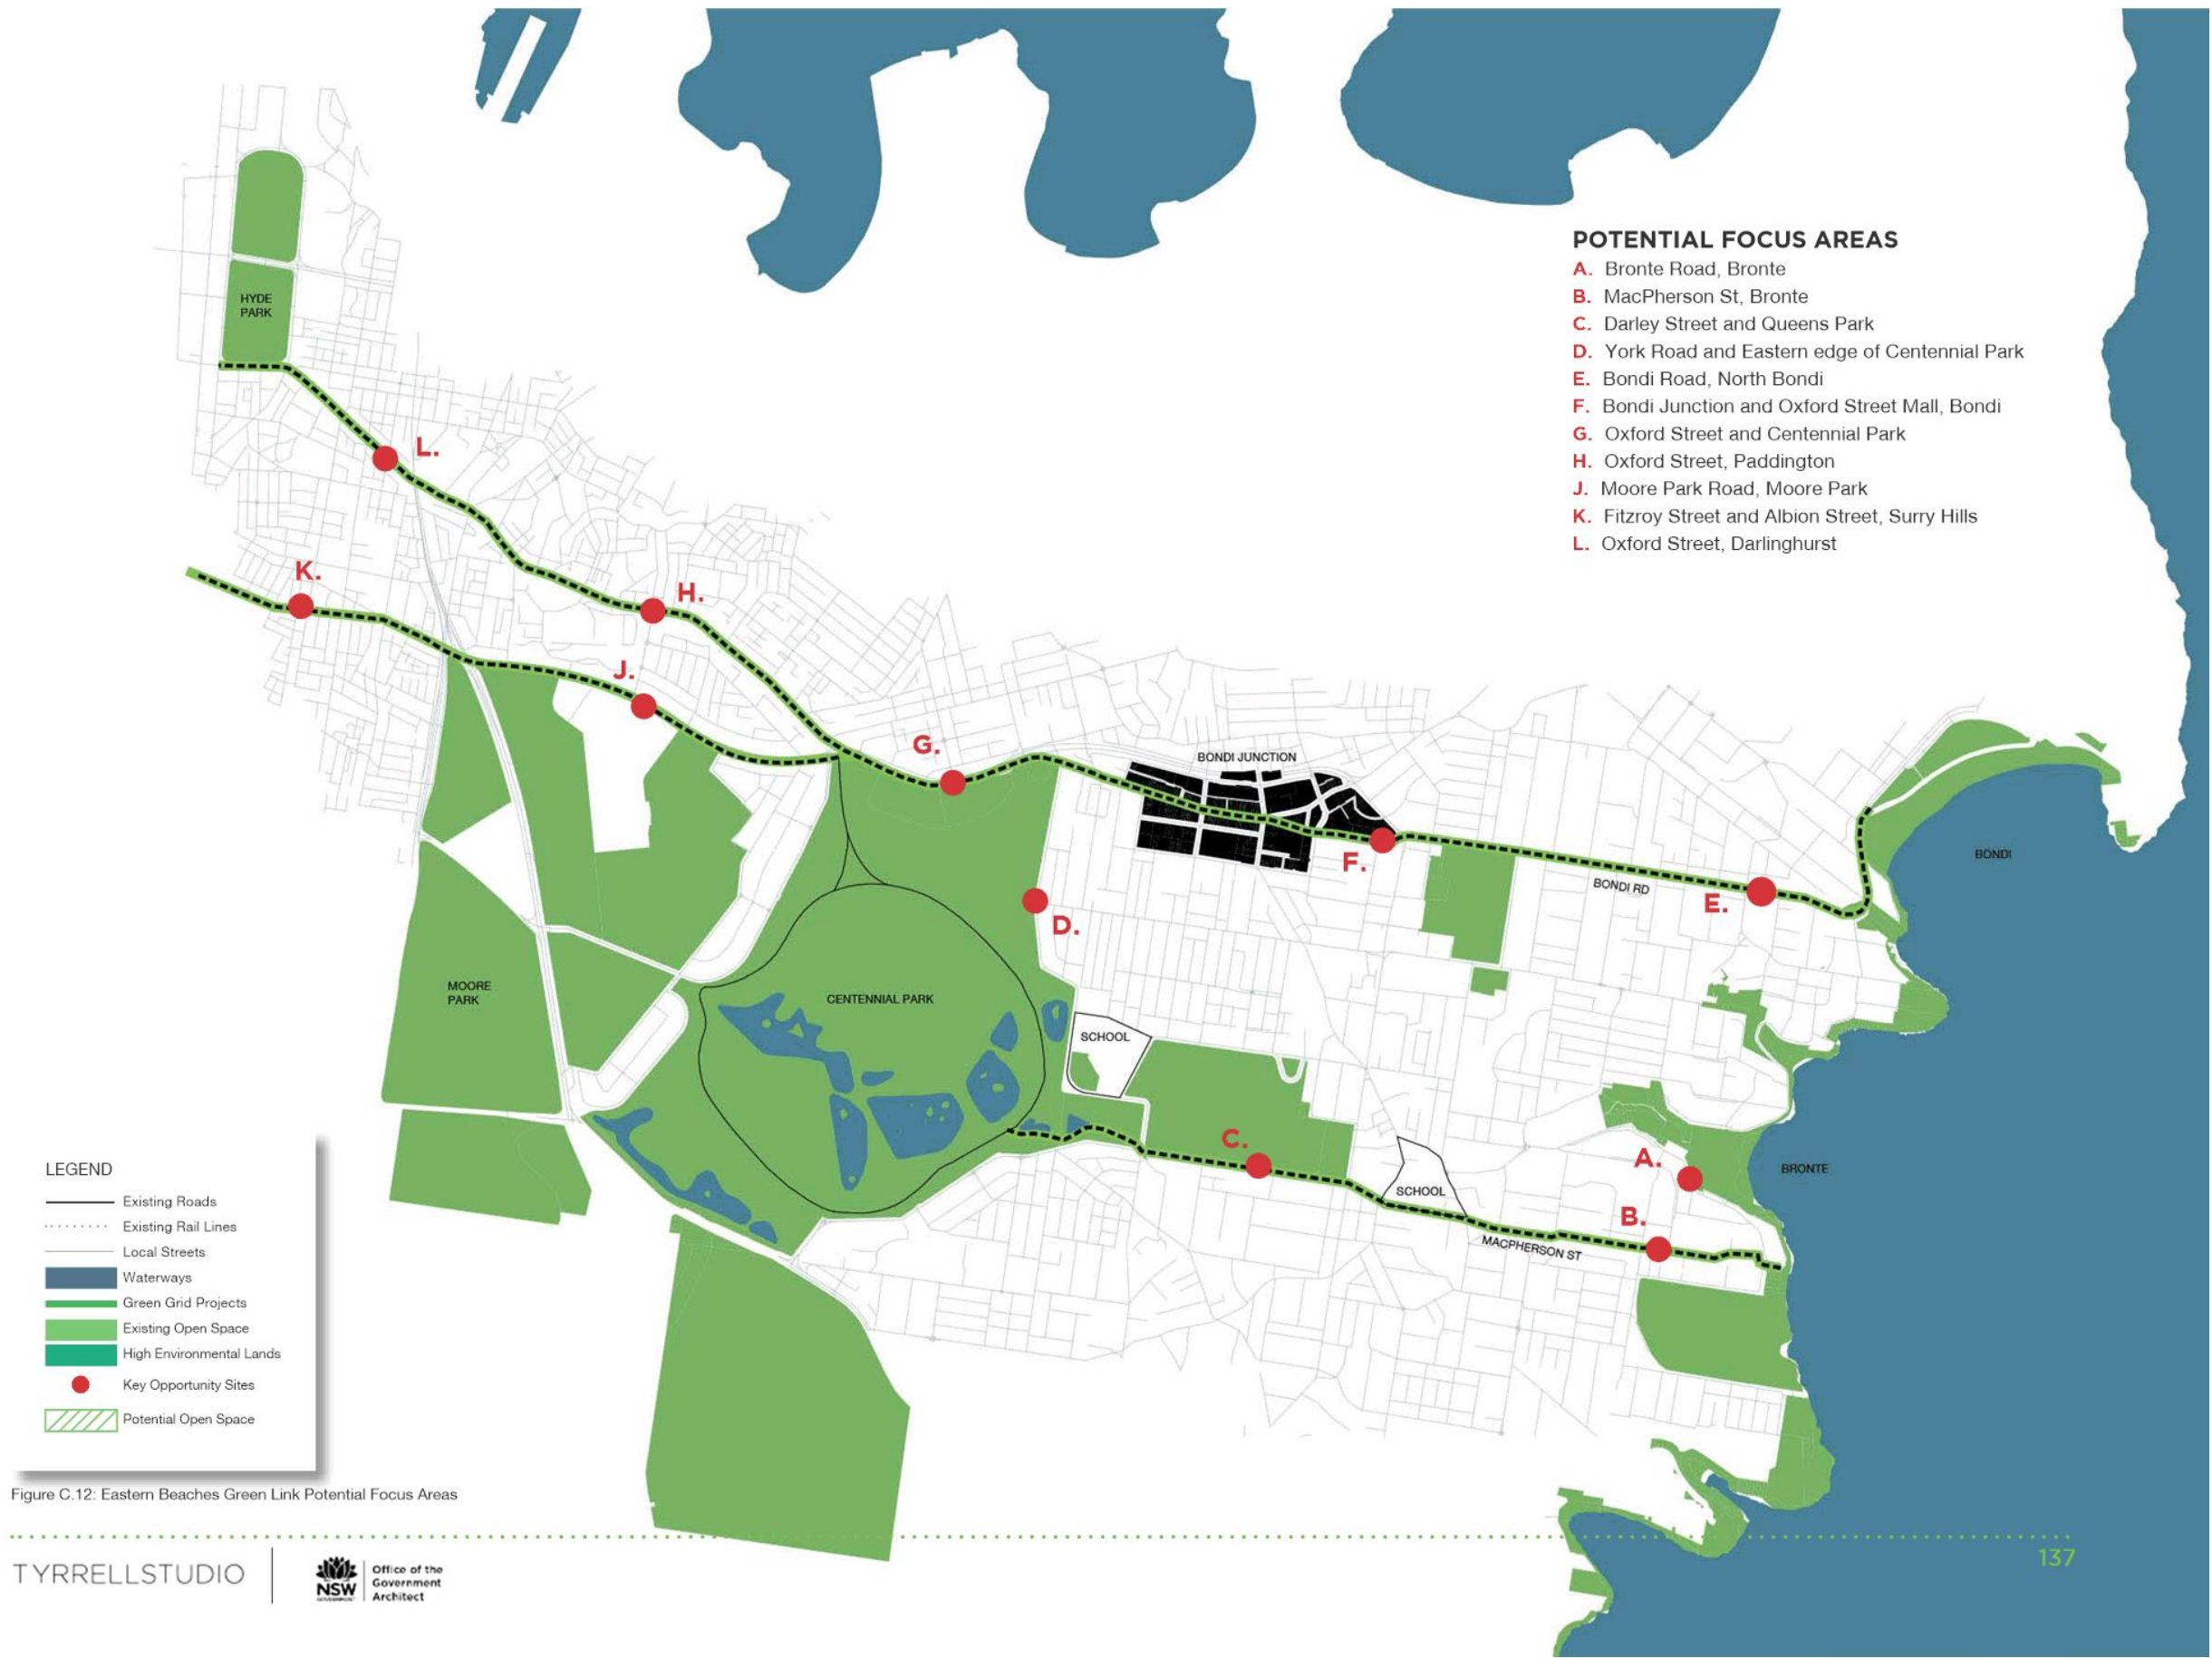 POTENTIAL FOCUS AREAS
A. Bronte Road, Bronte
B. MacPherson St, Bronte
C. Darley Street and Queens Park
D. York Road and Eastern edge of Centennial Park
E. Bondi Road, North Bondi
F. Bondi Junction and Oxford Street Mall, Bondi
G. Oxford Street and Centennial Park
H. Oxford Street, Paddington
J. Moore Park Road, Moore Park
K. Fitzroy Street and Albion Street, Surry Hills
L. Oxford Street, Darlinghurst
HYDE
PARK
L.
K.
H.
J.
G.
BONDI JUNCTION
F.
BONDI RD
E.
BONDI
D.
MOORE
PARK
CENTENNIAL PARK
SCHOOL
C.
SCHOOL
A.
BRONTE
B.
MACPHERSON ST
LEGEND
Existing Roads
Existing Rail Lines
Local Streets
Waterways
Green Grid Projects
Existing Open Space
High Environmental Lands
Key Opportunity Sites
Potential Open Space
Figure C.12: Eastern Beaches Green Link Potential Focus Areas
TYRRELLSTUDIO
NSW
GOVERNMENT
Office of the
Government
Architect
137